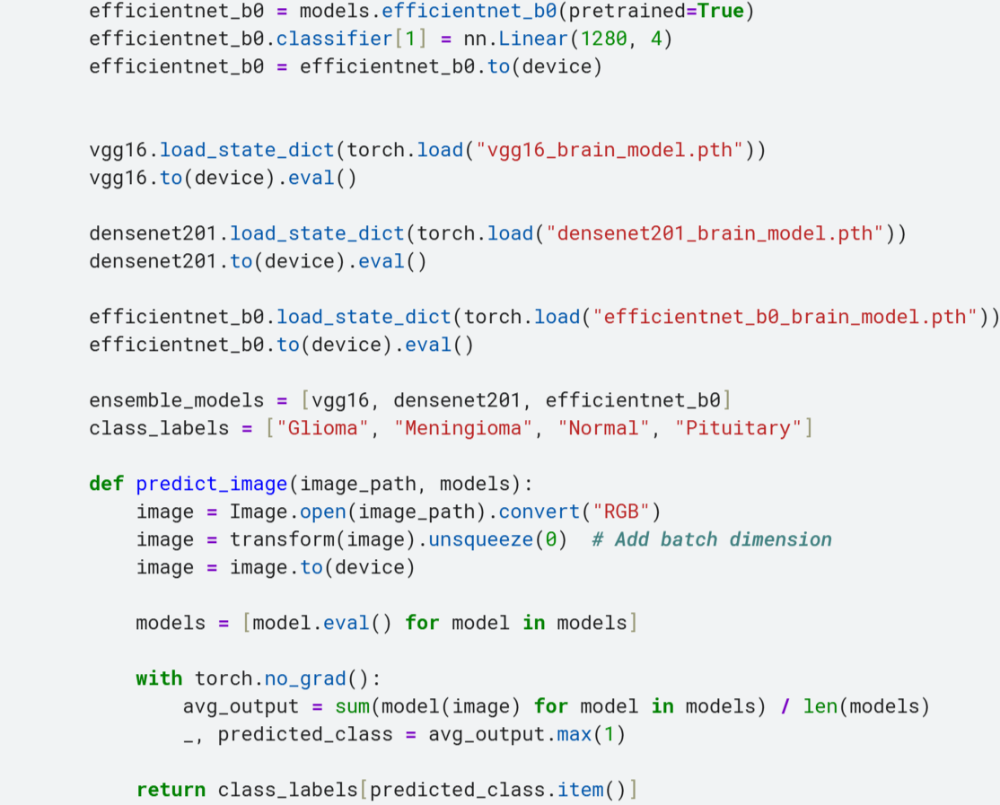 efficientnet_b0 = models.efficientnet_b0(pretrained=True)
efficientnet_b0.classifier[1] = nn.Linear(1280, 4)
efficientnet_b0 = efficientnet_b0.to(device)
vgg16.load_state_dict(torch.load("vgg16_brain_model.pth"))
vgg16.to(device).eval()
densenet201.load_state_dict(torch.load("densenet201_brain_model.pth"))
densenet201.to(device).eval()
efficientnet_b0.load_state_dict(torch.load("efficientnet_b0_brain_model.pth"))
efficientnet_b0.to(device).eval()
ensemble_models = [vgg16, densenet201, efficientnet_b0]
class_labels = ["Glioma", "Meningioma", "Normal", "Pituitary"]
def predict_image(image_path, models):
    image = Image.open(image_path).convert("RGB")
    image = transform(image).unsqueeze(0)  # Add batch dimension
    image = image.to(device)
    models = [model.eval() for model in models]
    with torch.no_grad():
        avg_output = sum(model(image) for model in models) / len(models)
        _, predicted_class = avg_output.max(1)
    return class_labels[predicted_class.item()]